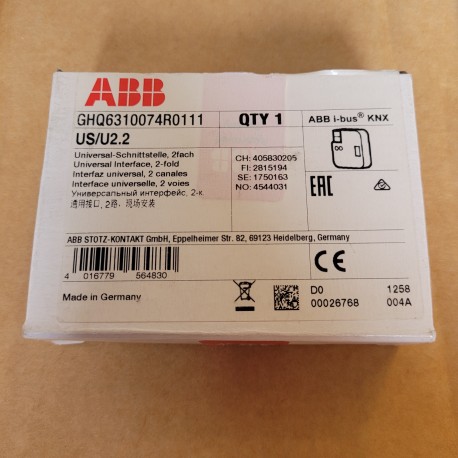 ABB
GHQ6310074R0111 QTY 1 ABB i-bus® KNX
US/U2.2
Universal-Schnittstelle, 2fach
Universal Interface, 2-fold
Interfaz universal, 2 canales
Interface universelle, 2 voies
Универсальный интерфейс, 2-к
通用接口, 2路, 现场安装
CH: 405830205
FI: 2815194
SE: 1750163
NO: 4544031
EAC
ABB STOTZ-KONTAKT GmbH, Eppelheimer Str. 82, 69123 Heidelberg, Germany
4 016779 564830
CE
Made in Germany
D0 1258
00026768 004A